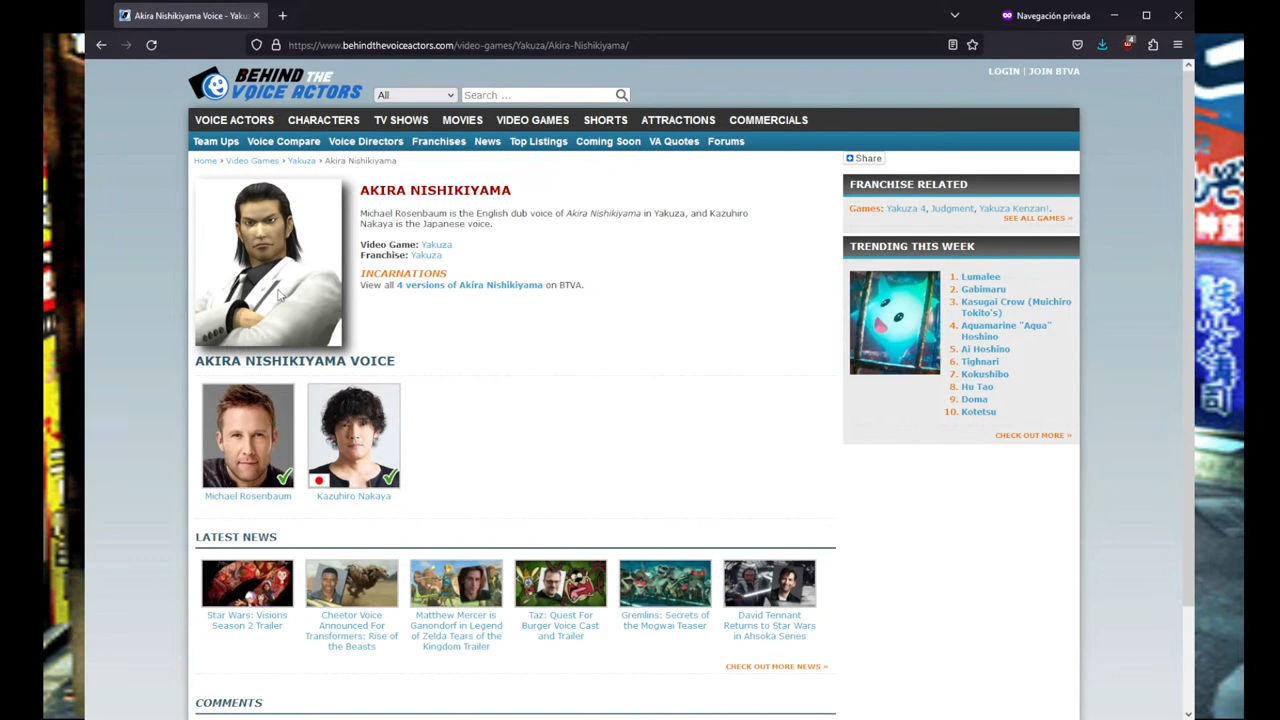 Akira Nishikiyama Voice - Yaku
Navegación privada
https://www.behindthevoiceactors.com/video-games/Yakuza/Akira-Nishikiyama/
4
BEHIND THE VOICE ACTORS
All
Search ...
LOGIN | JOIN BTVA
VOICE ACTORS CHARACTERS TV SHOWS MOVIES VIDEO GAMES SHORTS ATTRACTIONS COMMERCIALS
Team Ups Voice Compare Voice Directors Franchises News Top Listings Coming Soon VA Quotes Forums
Home › Video Games › Yakuza › Akira Nishikiyama
AKIRA NISHIKIYAMA
Michael Rosenbaum is the English dub voice of Akira Nishikiyama in Yakuza, and Kazuhiro
Nakaya is the Japanese voice.
Video Game: Yakuza
Franchise: Yakuza
INCARNATIONS
View all 4 versions of Akira Nishikiyama on BTVA.
AKIRA NISHIKIYAMA VOICE
Michael Rosenbaum
Kazuhiro Nakaya
LATEST NEWS
Star Wars: Visions
Season 2 Trailer
Cheetor Voice
Announced For
Transformers: Rise of
the Beasts
Matthew Mercer is
Ganondorf in Legend
of Zelda Tears of the
Kingdom Trailer
Taz: Quest For
Burger Voice Cast
and Trailer
Gremlins: Secrets of
the Mogwai Teaser
David Tennant
Returns to Star Wars
in Ahsoka Series
CHECK OUT MORE NEWS »
COMMENTS
Share
FRANCHISE RELATED
Games: Yakuza 4, Judgment, Yakuza Kenzan!.
SEE ALL GAMES »
TRENDING THIS WEEK
1. Lumalee
2. Gabimaru
3. Kasugai Crow (Muichiro
Tokito's)
4. Aquamarine "Aqua"
Hoshino
5. Ai Hoshino
6. Tighnari
7. Kokushibo
8. Hu Tao
9. Doma
10. Kotetsu
CHECK OUT MORE »